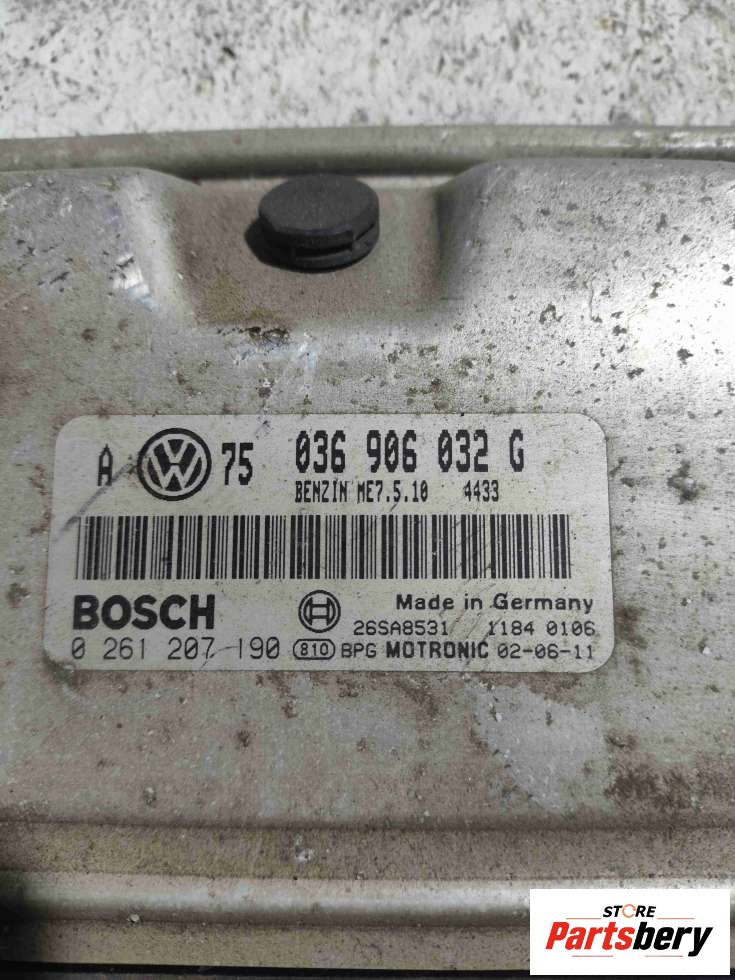 A VW 75 036 906 032 G
BENZIN ME7.5.10 4433
BOSCH Made in Germany
26SA8531 1184 0106
0 261 207 190 810 BPG MOTRONIC 02-06-11
STORE
Partsbery